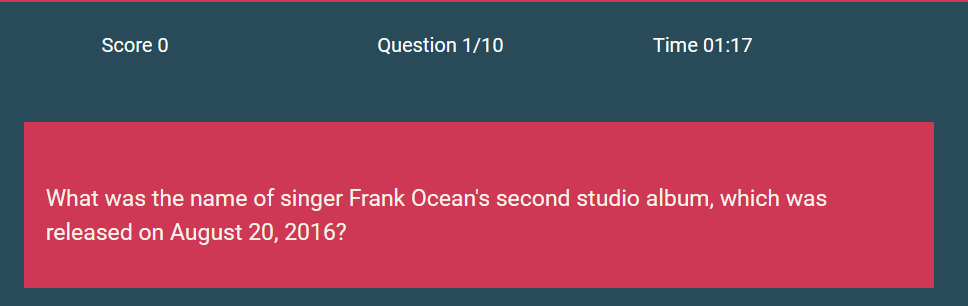 Score 0 Question 1/10 Time 01:17
What was the name of singer Frank Ocean's second studio album, which was
released on August 20, 2016?